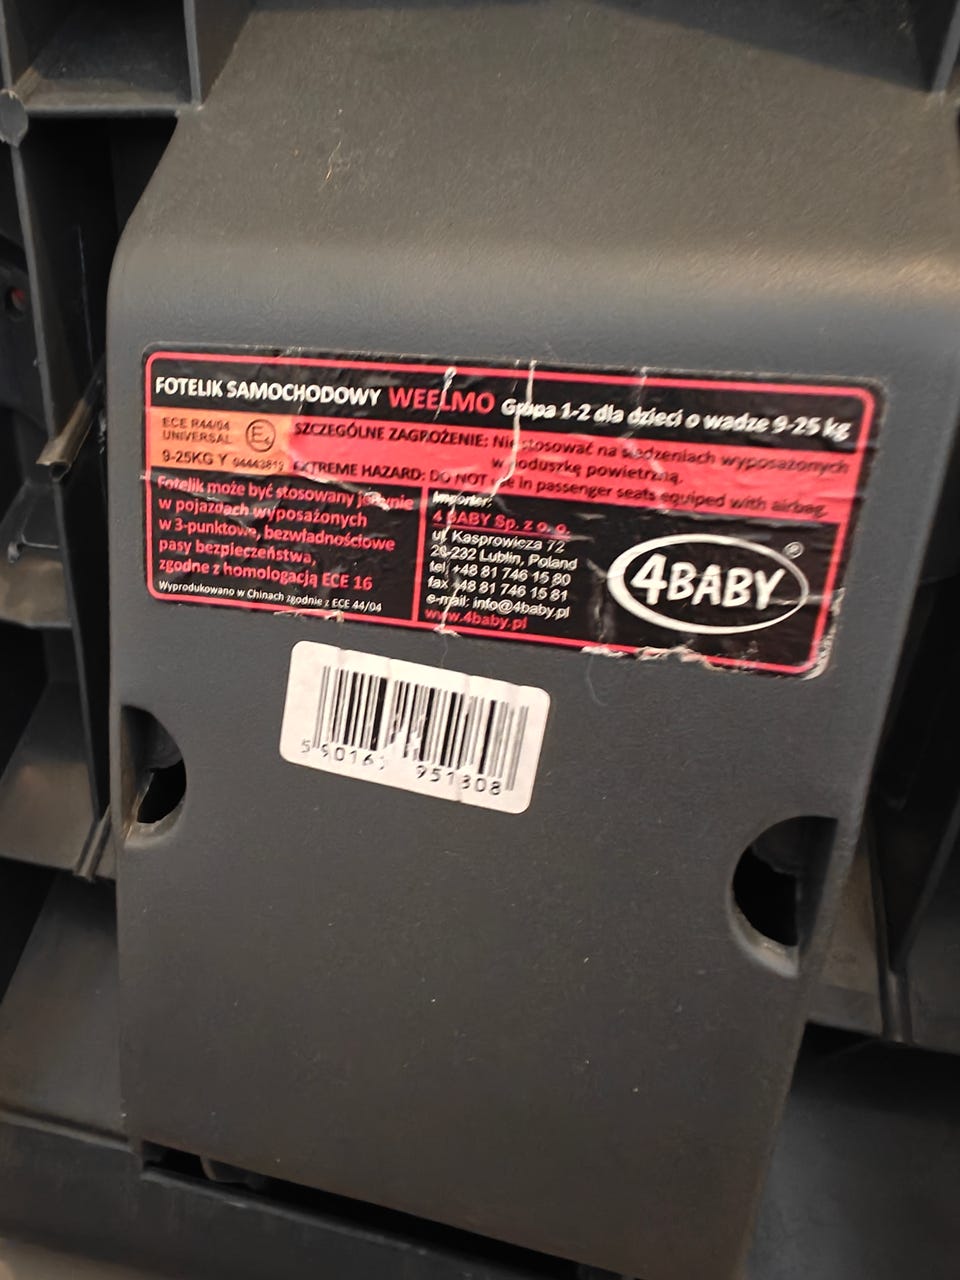 FOTELIK SAMOCHODOWY WEELMO Grupa 1-2 dla dzieci o wadze 9-25 kg
ECE R44/04
UNIVERSAL
E
9-25KG Y
SZCZEGÓLNE ZAGROŻENIE: Nie stosować na siedzeniach wyposażonych
w poduszkę powietrzną.
EXTREME HAZARD: DO NOT in passenger seats equiped with airbag.
Fotelik może być stosowany jedynie
w pojazdach wyposażonych
w 3-punktowe, bezwładnościowe
pasy bezpieczeństwa,
zgodne z homologacją ECE 16
Wyprodukowano w Chinach zgodnie z ECE 44/04
Importer:
4 BABY Sp. z o. o.
ul. Kasprowicza 72
20-232 Lublin, Poland
tel +48 81 746 15 80
fax +48 81 746 15 81
e-mail: info@4baby.pl
www.4baby.pl
4BABY ®
951308